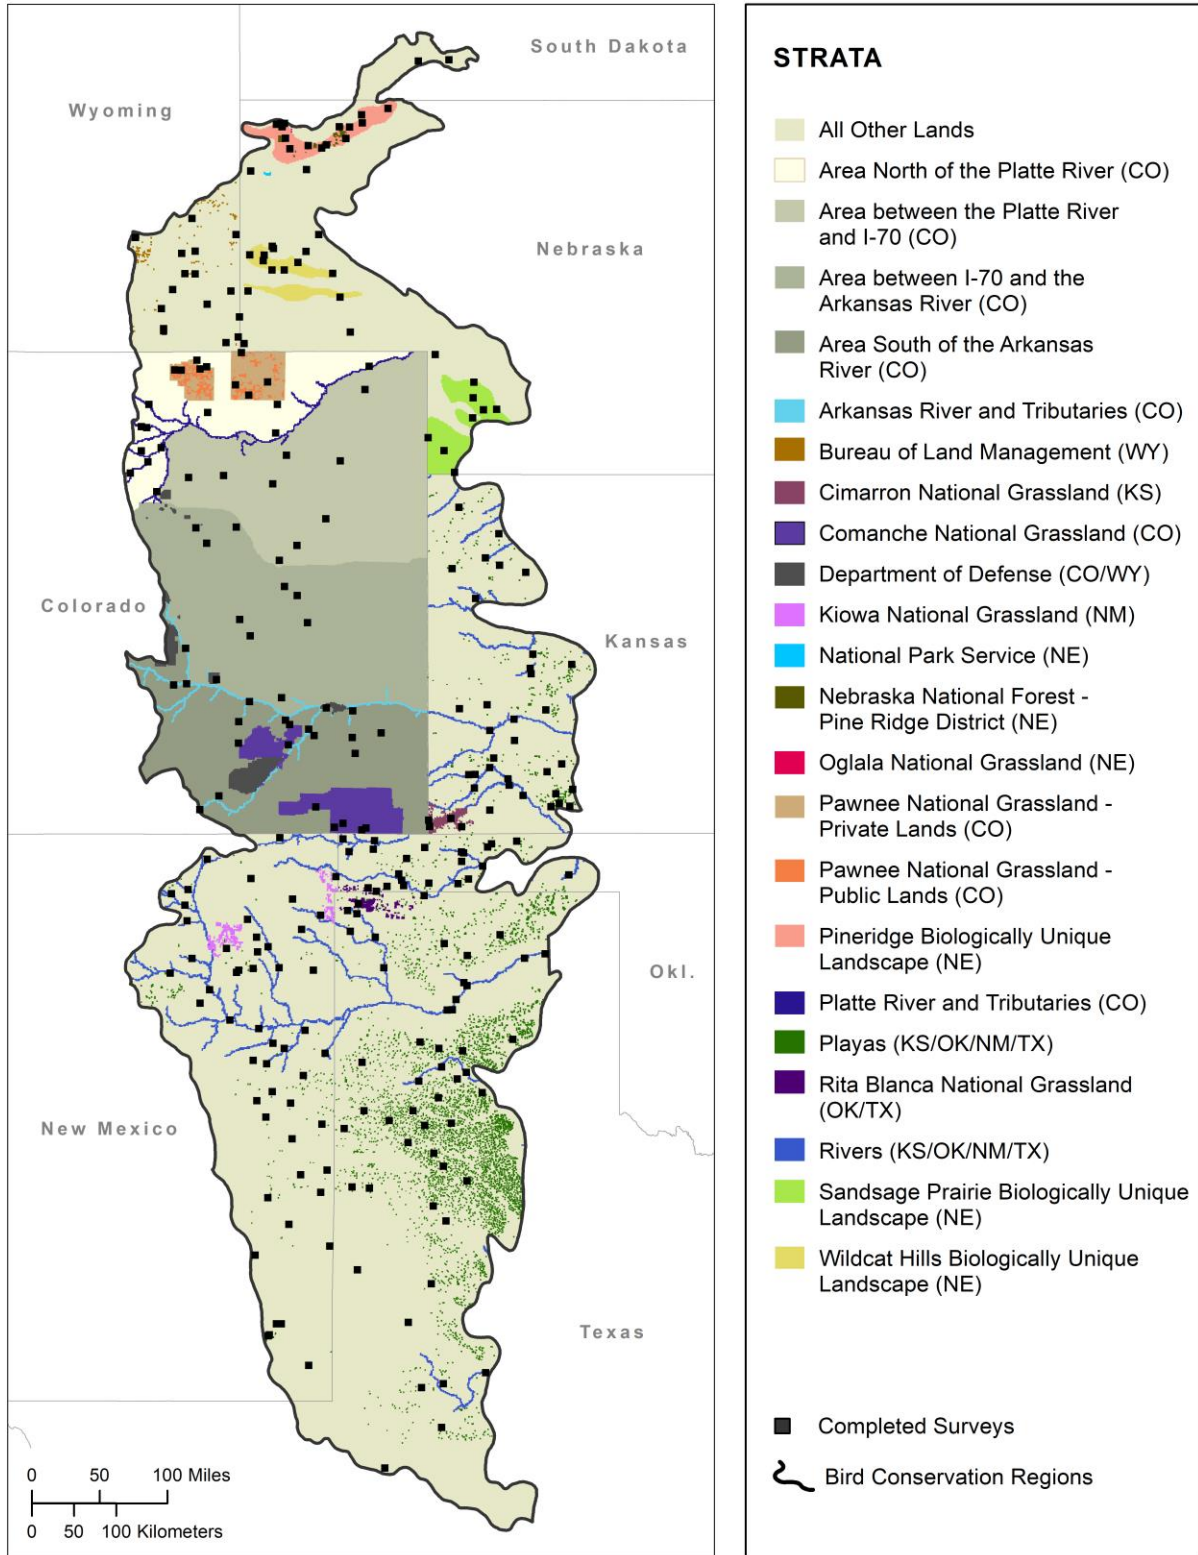 South Dakota
Wyoming
Nebraska
Colorado
Kansas
Okl.
New Mexico
Texas
0 50 100 Miles
0 50 100 Kilometers
STRATA
All Other Lands
Area North of the Platte River (CO)
Area between the Platte River
and I-70 (CO)
Area between I-70 and the
Arkansas River (CO)
Area South of the Arkansas
River (CO)
Arkansas River and Tributaries (CO)
Bureau of Land Management (WY)
Cimarron National Grassland (KS)
Comanche National Grassland (CO)
Department of Defense (CO/WY)
Kiowa National Grassland (NM)
National Park Service (NE)
Nebraska National Forest -
Pine Ridge District (NE)
Oglala National Grassland (NE)
Pawnee National Grassland -
Private Lands (CO)
Pawnee National Grassland -
Public Lands (CO)
Pineridge Biologically Unique
Landscape (NE)
Platte River and Tributaries (CO)
Playas (KS/OK/NM/TX)
Rita Blanca National Grassland
(OK/TX)
Rivers (KS/OK/NM/TX)
Sandsage Prairie Biologically Unique
Landscape (NE)
Wildcat Hills Biologically Unique
Landscape (NE)
Completed Surveys
Bird Conservation Regions